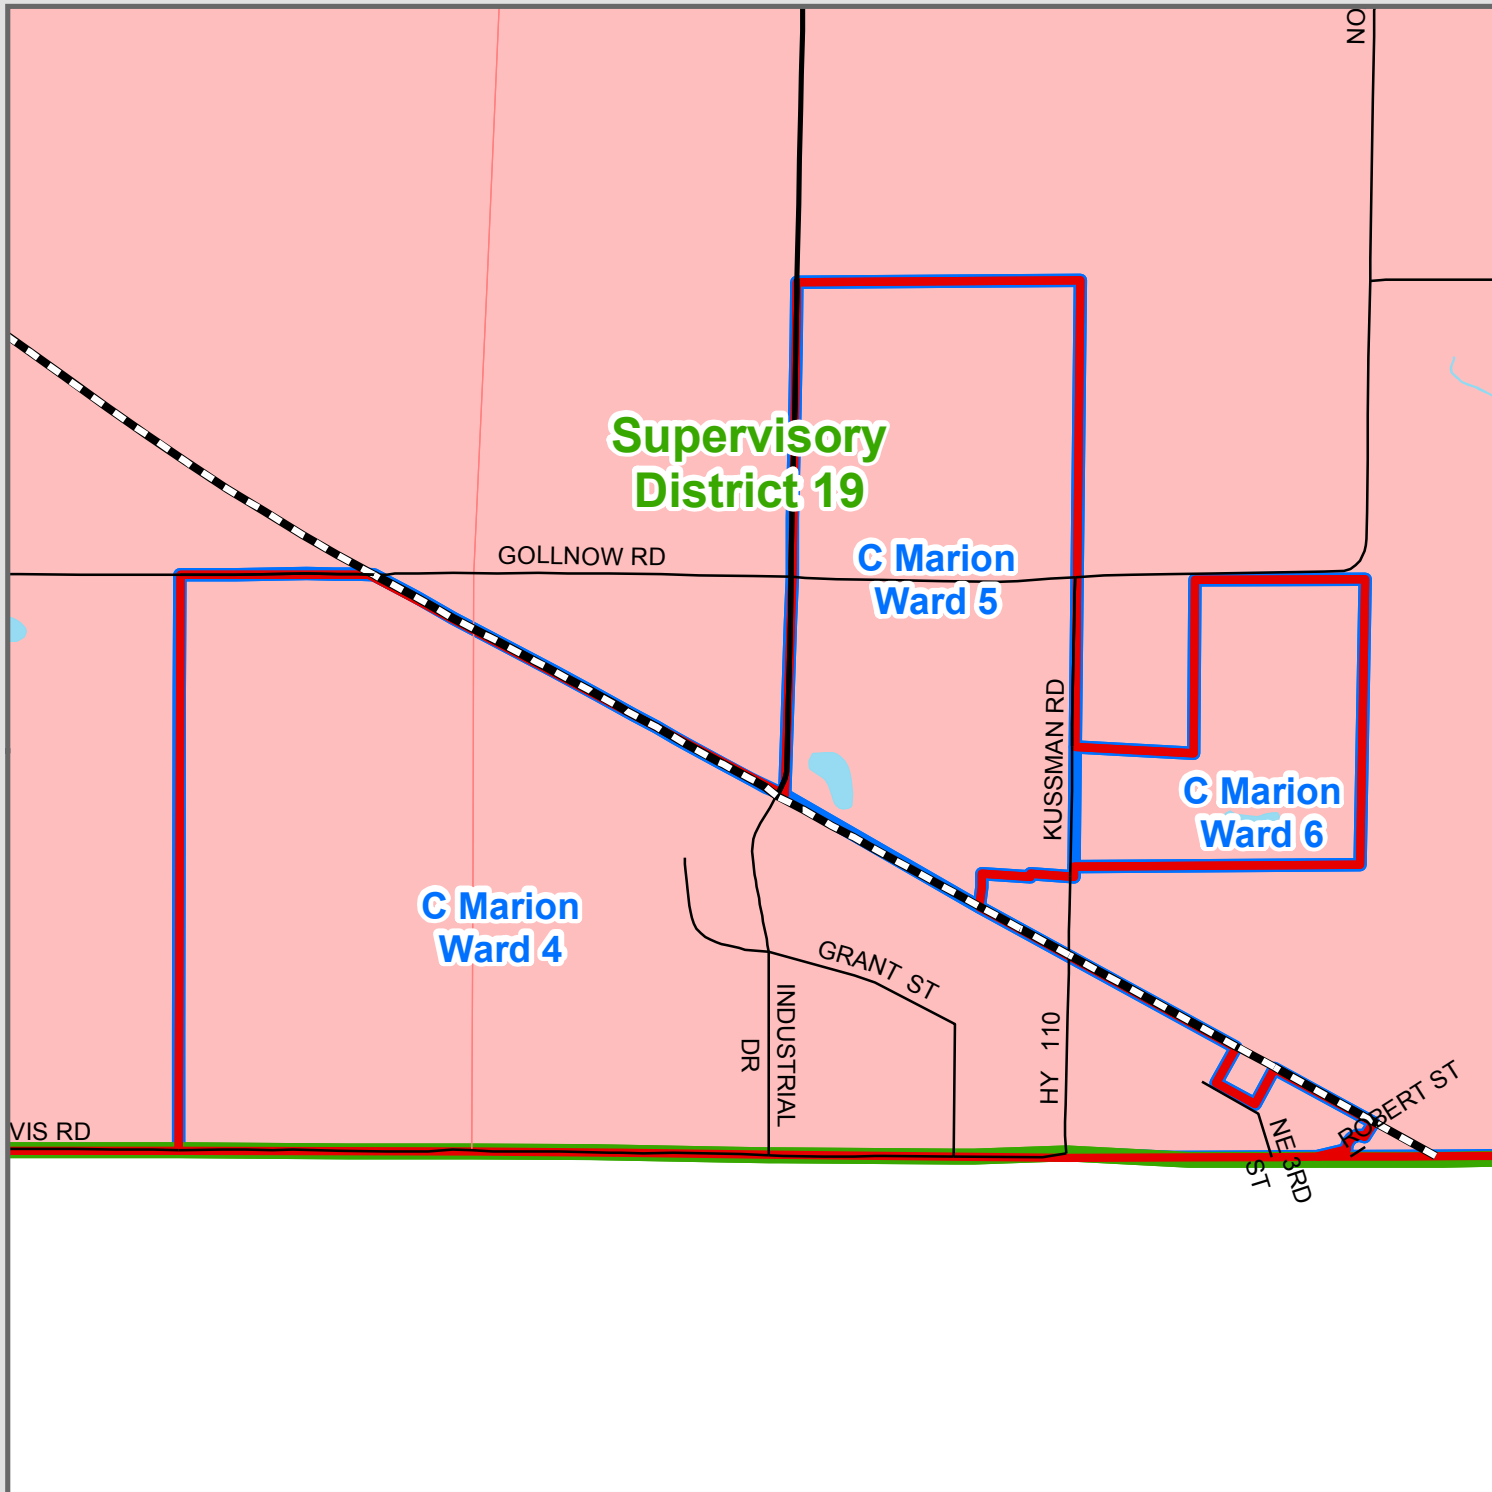 NO
Supervisory
District 19
GOLLNOW RD
C Marion
Ward 5
KUSSMAN RD
C Marion
Ward 6
C Marion
Ward 4
GRANT ST
INDUSTRIAL
DR
HY 110
ROBERT ST
VIS RD
NE 3RD
ST